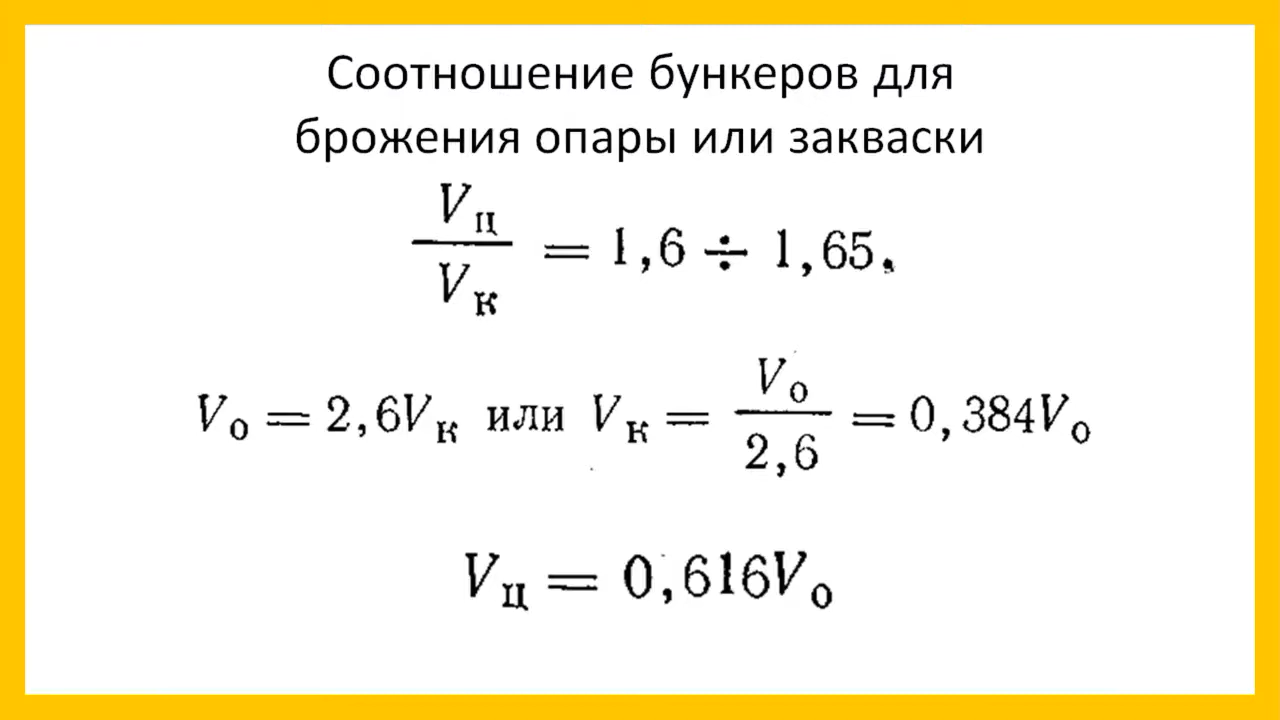 Соотношение бункеров для
брожения опары или закваски
Vц / Vк = 1,6 ÷ 1,65.
Vо = 2,6Vк или Vк = Vо / 2,6 = 0,384Vо
Vц = 0,616Vо